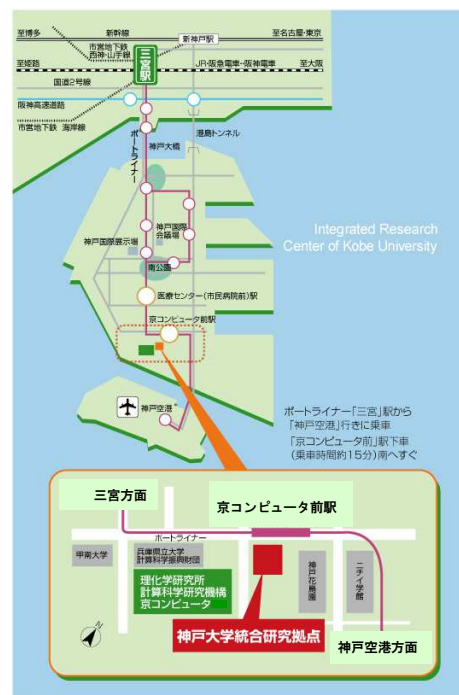 至博多
新幹線
新神戸駅
至名古屋・東京
市営地下鉄
西神・山手線
三宮駅
至姫路
JR・阪急電車・阪神電車
至大阪
国道2号線
阪神高速道路
市営地下鉄 海岸線
ポートライナー
神戸大橋
港島トンネル
神戸国際
会議場
神戸国際展示場
南公園
Integrated Research
Center of Kobe University
医療センター(市民病院前)駅
京コンピュータ前駅
神戸空港
ポートライナー「三宮」駅から
「神戸空港」行きに乗車
「京コンピュータ前」駅下車
(乗車時間約15分)南へすぐ
三宮方面
京コンピュータ前駅
ポートライナー
甲南大学
兵庫県立大学
計算科学振興財団
理化学研究所
計算科学研究機構
京コンピュータ
神戸花鳥園
ニチイ学館
神戸大学統合研究拠点
神戸空港方面
N